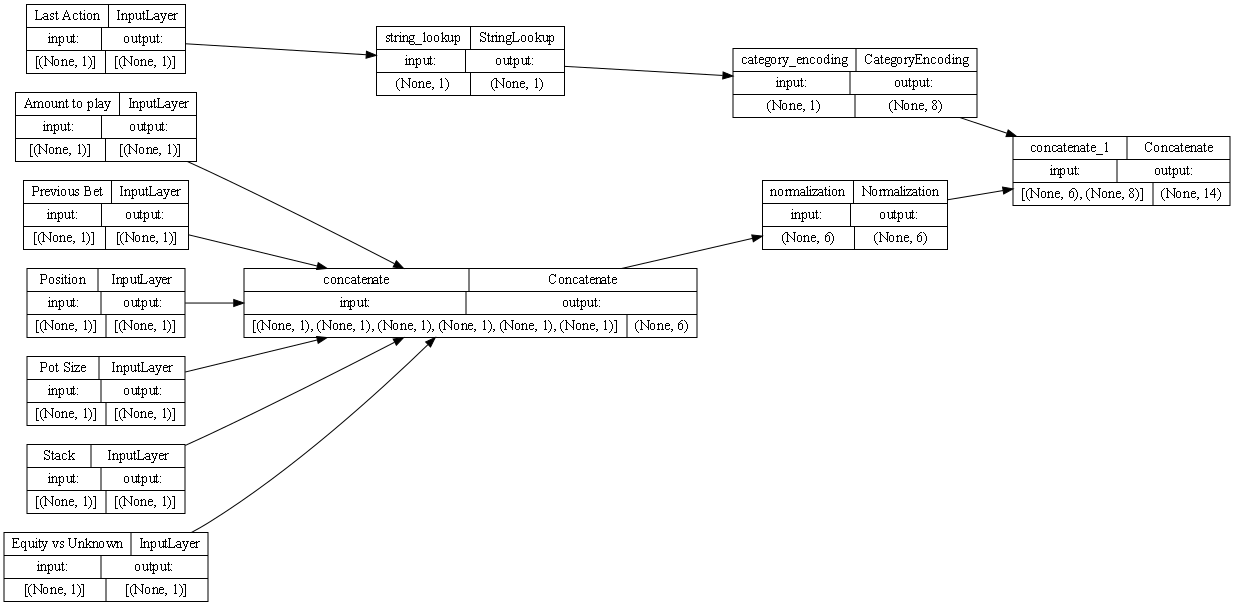 Last Action InputLayer
input: output:
[(None, 1)] [(None, 1)]
string_lookup StringLookup
input: output:
(None, 1) (None, 1)
category_encoding CategoryEncoding
input: output:
(None, 1) (None, 8)
Amount to play InputLayer
input: output:
[(None, 1)] [(None, 1)]
concatenate_1 Concatenate
input: output:
[(None, 6), (None, 8)] (None, 14)
Previous Bet InputLayer
input: output:
[(None, 1)] [(None, 1)]
normalization Normalization
input: output:
(None, 6) (None, 6)
Position InputLayer
input: output:
[(None, 1)] [(None, 1)]
concatenate Concatenate
input: output:
[(None, 1), (None, 1), (None, 1), (None, 1), (None, 1), (None, 1)] (None, 6)
Pot Size InputLayer
input: output:
[(None, 1)] [(None, 1)]
Stack InputLayer
input: output:
[(None, 1)] [(None, 1)]
Equity vs Unknown InputLayer
input: output:
[(None, 1)] [(None, 1)]